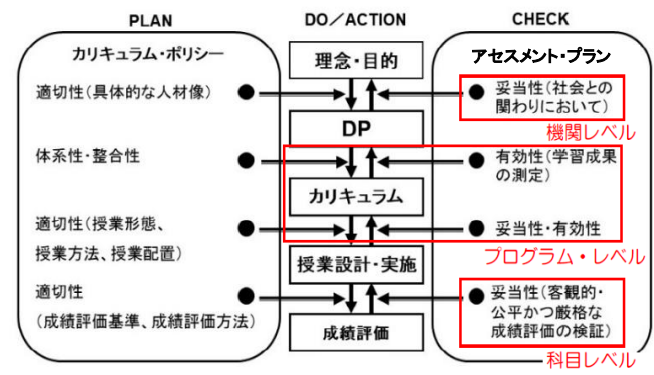 PLAN
DO／ACTION
CHECK
カリキュラム・ポリシー
適切性（具体的な人材像）
体系性・整合性
適切性（授業形態、
授業方法、授業配置）
適切性
（成績評価基準、成績評価方法）
理念・目的
DP
カリキュラム
授業設計・実施
成績評価
アセスメント・プラン
妥当性（社会との
関わりにおいて）
機関レベル
有効性（学習成果
の測定）
妥当性・有効性
プログラム・レベル
妥当性（客観的・
公平かつ厳格な
成績評価の検証）
科目レベル